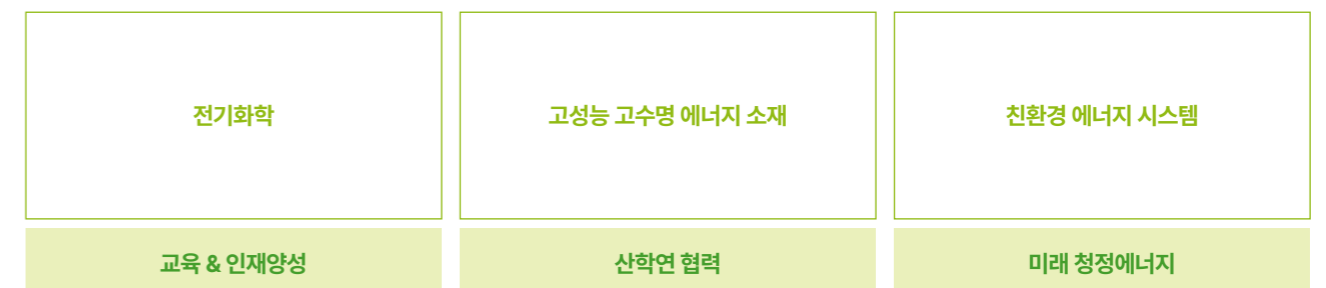 전기화학
고성능 고수명 에너지 소재
친환경 에너지 시스템
교육 & 인재양성
산학연 협력
미래 청정에너지